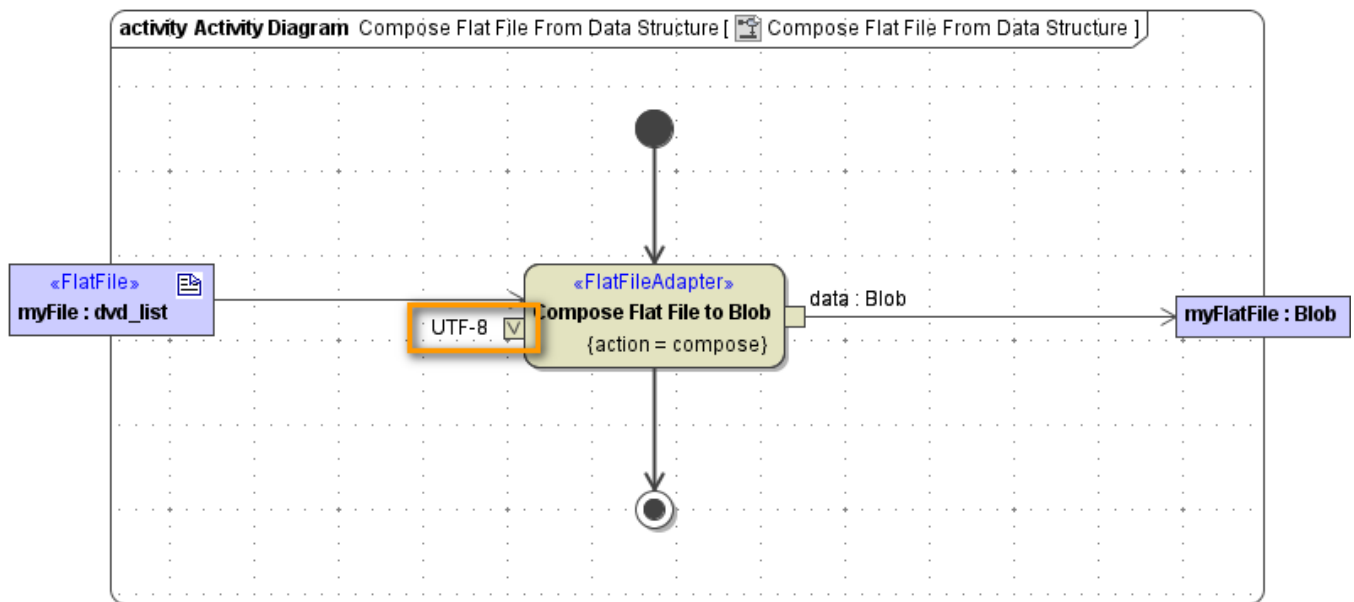 activity Activity Diagram Compose Flat File From Data Structure [ Compose Flat File From Data Structure ]
«FlatFile»
myFile : dvd_list
UTF-8 V
«FlatFileAdapter»
Compose Flat File to Blob
{action = compose}
data : Blob
myFlatFile : Blob